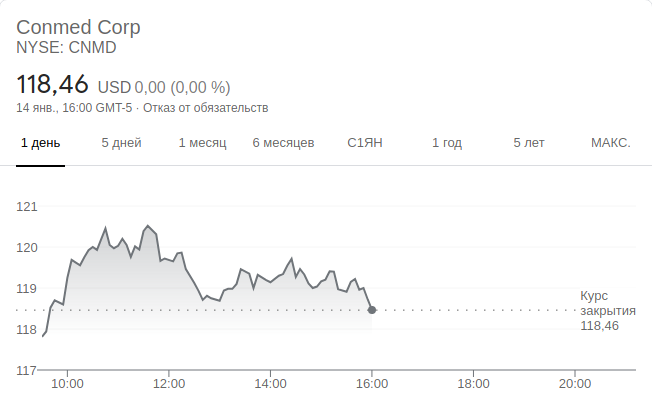 Conmed Corp
NYSE: CNMD
118,46 USD 0,00 (0,00 %)
14 янв., 16:00 GMT-5 · Отказ от обязательств
1 день 5 дней 1 месяц 6 месяцев С1ЯН 1 год 5 лет МАКС.
121
120
119
118
117
Курс
закрытия
118,46
10:00 12:00 14:00 16:00 18:00 20:00